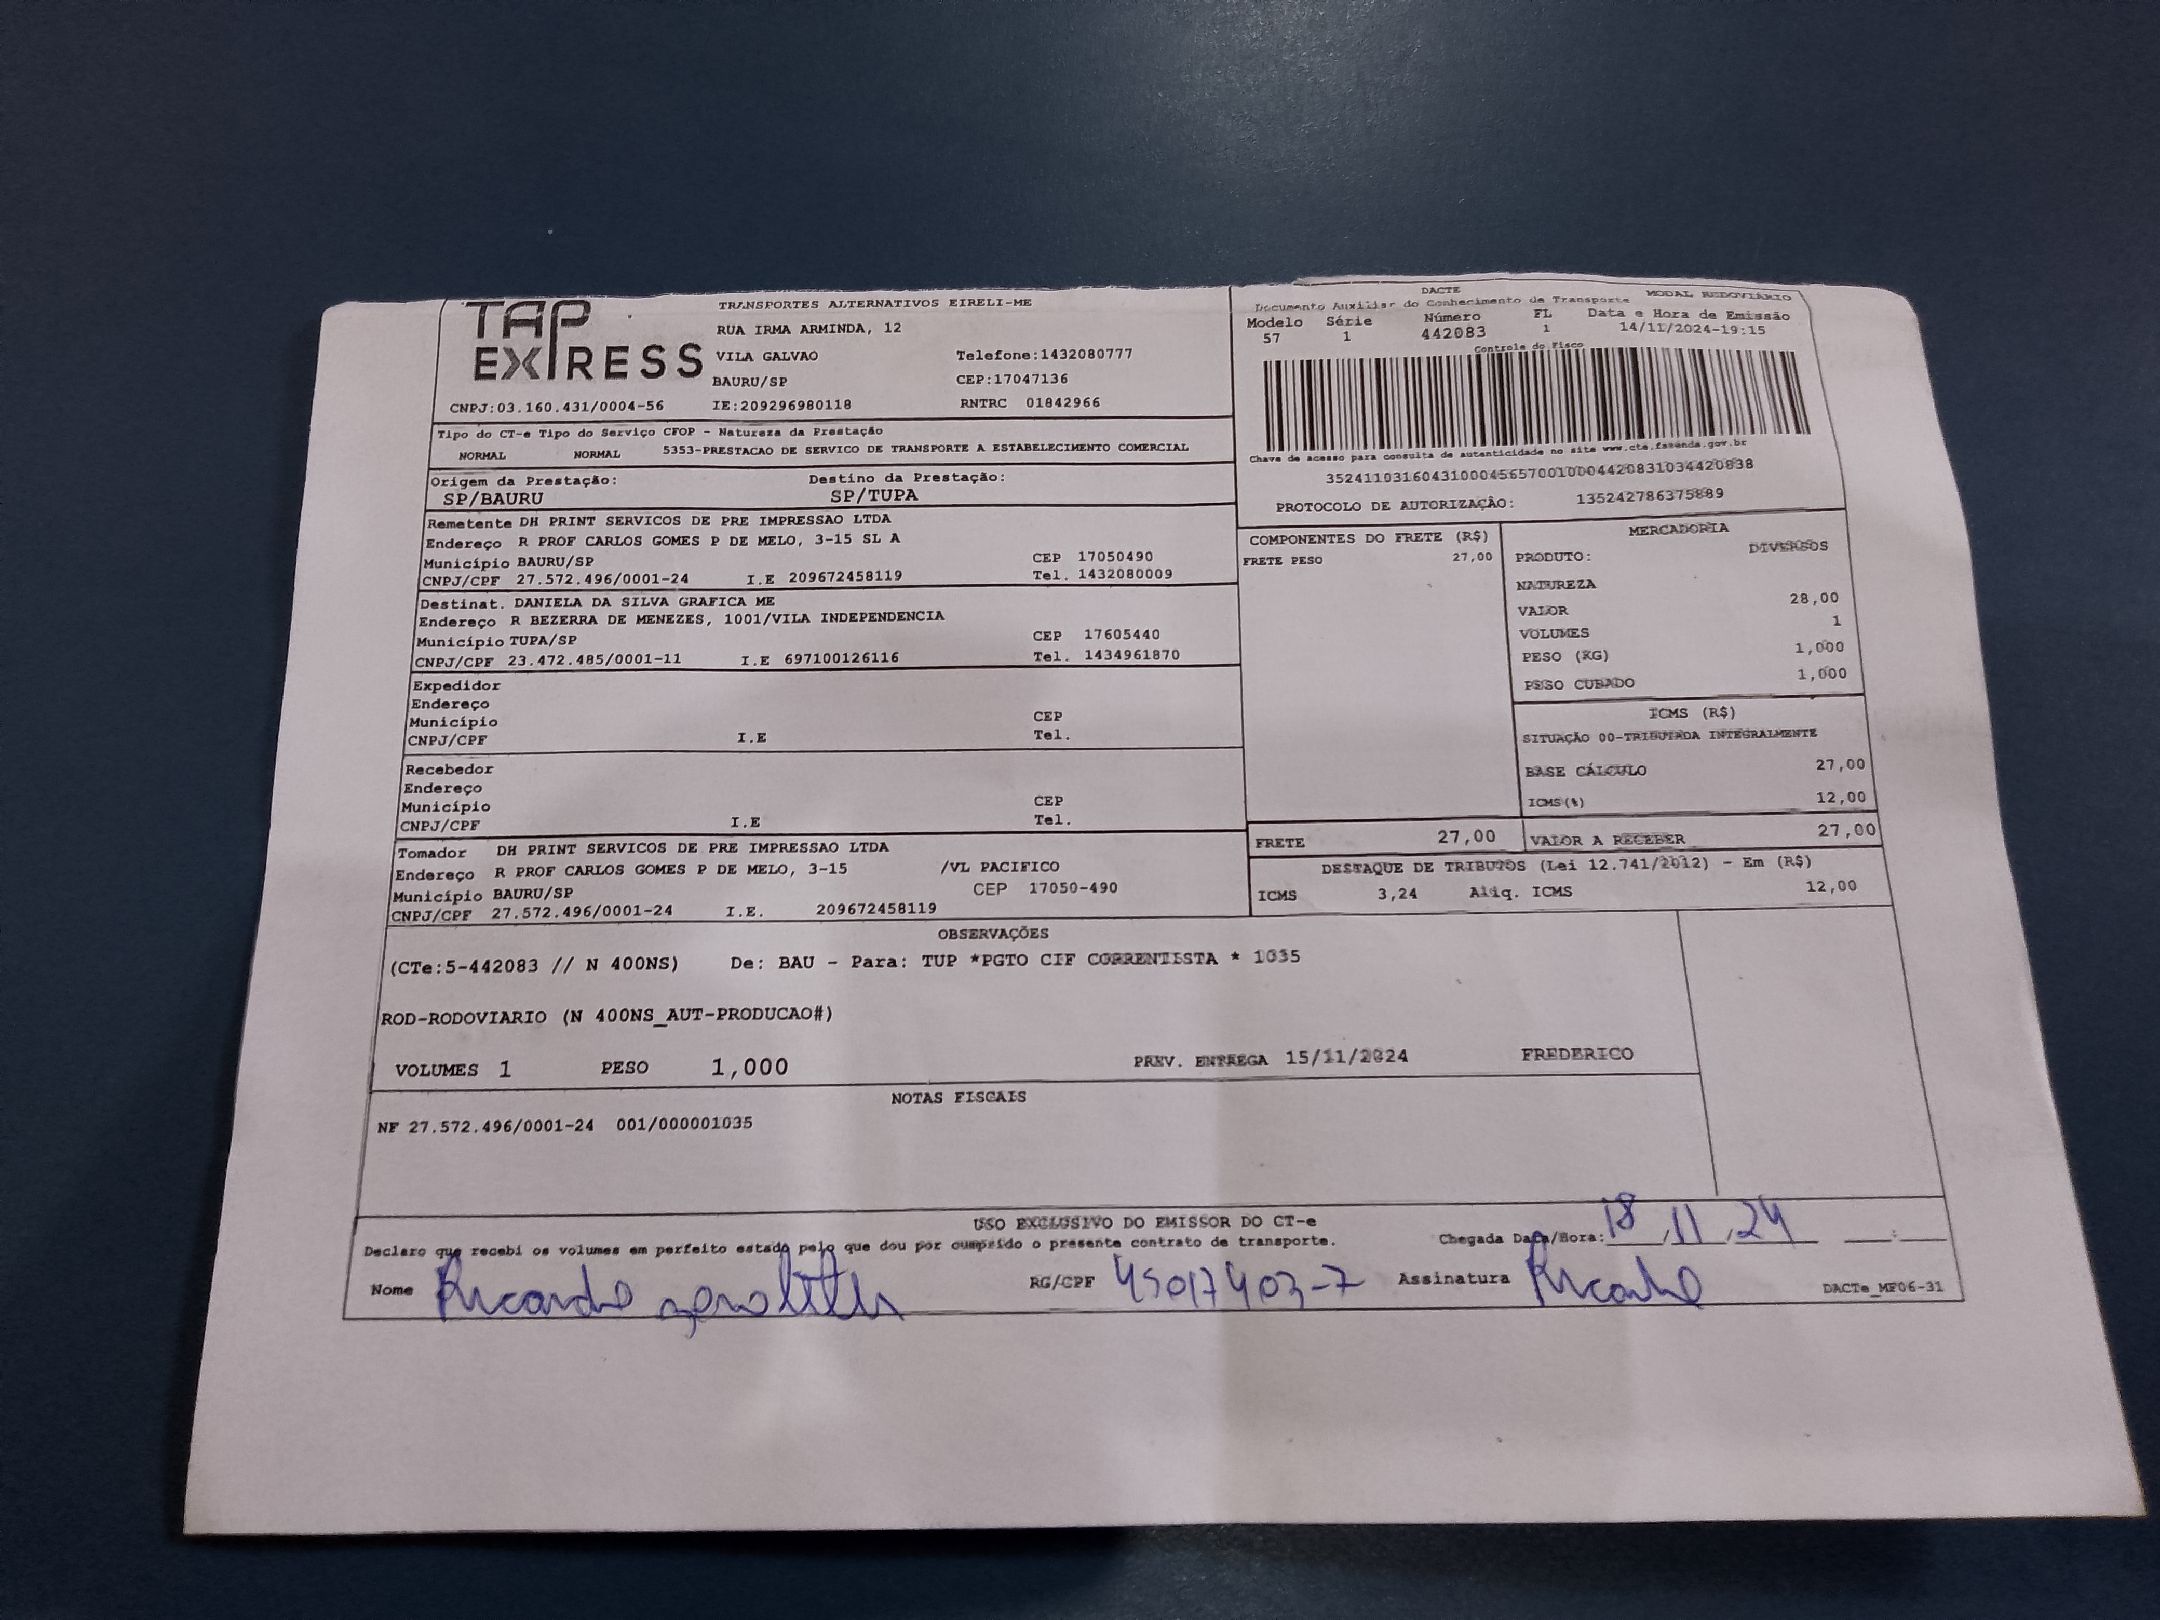 TAP EXPRESS
TRANSPORTES ALTERNATIVOS EIRELI-ME
RUA IRMA ARMINDA, 12
VILA GALVAO Telefone:1432080777
BAURU/SP CEP:17047136
CNPJ:03.160.431/0004-56 IE:209296980118 RNTRC 01842966
DACTE
Documento Auxiliar do Conhecimento de Transporte MODAL RODOVIÁRIO
Modelo Série Número FL Data e Hora de Emissão
57 1 442083 1 14/11/2024-19:15
Controle do Fisco
Chave de acesso para consulta de autenticidade no site www.cte.fazenda.gov.br
35241103160431000456570010004420831034420838
PROTOCOLO DE AUTORIZAÇÃO: 135242786375889
Tipo do CT-e Tipo do Serviço CFOP - Natureza da Prestação
NORMAL NORMAL 5353-PRESTACAO DE SERVICO DE TRANSPORTE A ESTABELECIMENTO COMERCIAL
Origem da Prestação: Destino da Prestação:
SP/BAURU SP/TUPA
Remetente DH PRINT SERVICOS DE PRE IMPRESSAO LTDA
Endereço R PROF CARLOS GOMES P DE MELO, 3-15 SL A
Município BAURU/SP CEP 17050490
CNPJ/CPF 27.572.496/0001-24 I.E 209672458119 Tel. 1432080009
Destinat. DANIELA DA SILVA GRAFICA ME
Endereço R BEZERRA DE MENEZES, 1001/VILA INDEPENDENCIA
Município TUPA/SP CEP 17605440
CNPJ/CPF 23.472.485/0001-11 I.E 697100126116 Tel. 1434961870
Expedidor
Endereço
Município CEP
CNPJ/CPF I.E Tel.
Recebedor
Endereço
Município CEP
CNPJ/CPF I.E Tel.
Tomador DH PRINT SERVICOS DE PRE IMPRESSAO LTDA
Endereço R PROF CARLOS GOMES P DE MELO, 3-15 /VL PACIFICO
Município BAURU/SP CEP 17050-490
CNPJ/CPF 27.572.496/0001-24 I.E. 209672458119
COMPONENTES DO FRETE (R$)
FRETE PESO 27,00
MERCADORIA
PRODUTO: DIVERSOS
NATUREZA
VALOR 28,00
VOLUMES 1
PESO (KG) 1,000
PESO CUBADO 1,000
ICMS (R$)
SITUAÇÃO 00-TRIBUTADA INTEGRALMENTE
BASE CÁLCULO 27,00
ICMS(%) 12,00
FRETE 27,00 VALOR A RECEBER 27,00
DESTAQUE DE TRIBUTOS (Lei 12.741/2012) - Em (R$)
ICMS 3,24 Aliq. ICMS 12,00
OBSERVAÇÕES
(CTe:5-442083 // N 400NS) De: BAU - Para: TUP *PGTO CIF CORRENTISTA * 1035
ROD-RODOVIARIO (N 400NS_AUT-PRODUCAO#)
VOLUMES 1 PESO 1,000 PREV. ENTREGA 15/11/2024 FREDERICO
NOTAS FISCAIS
NF 27.572.496/0001-24 001/000001035
USO EXCLUSIVO DO EMISSOR DO CT-e
Declaro que recebi os volumes em perfeito estado pelo que dou por cumprido o presente contrato de transporte. Chegada Data/Hora: 18/11/24
Nome Ricardo RG/CPF 45017403-7 Assinatura Ricardo DACTe_MF06-31